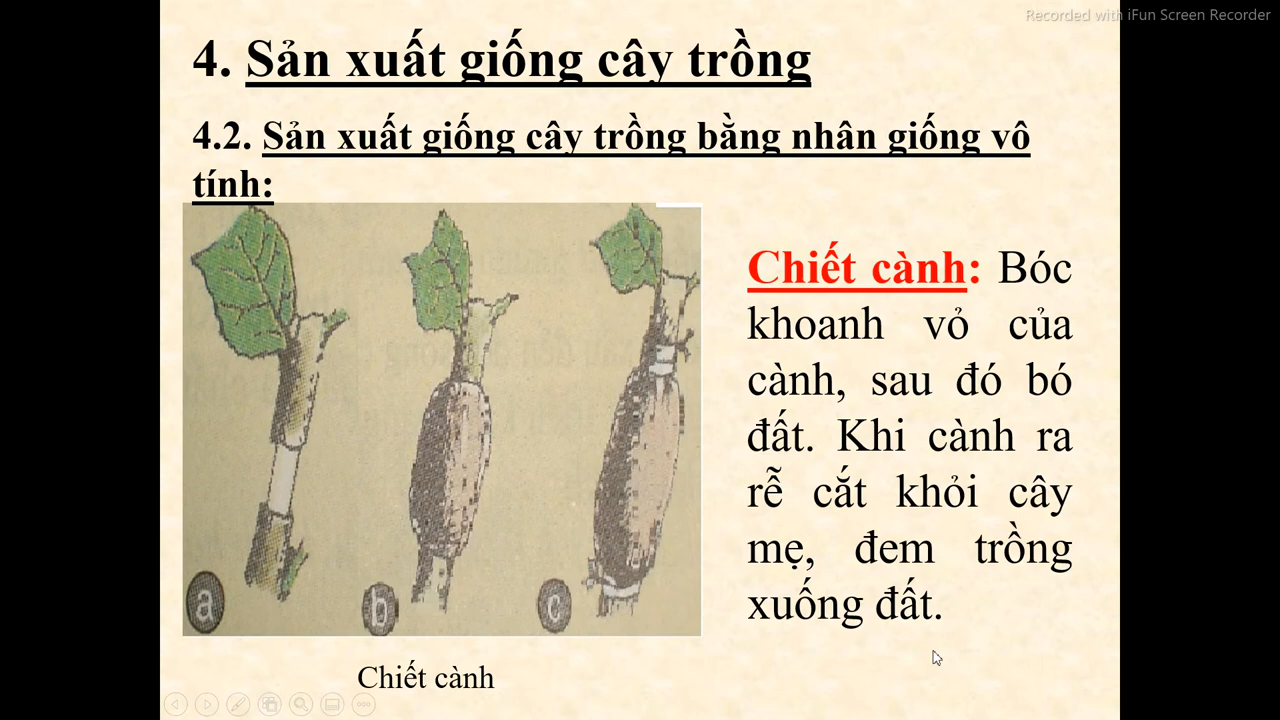 Recorded with iFun Screen Recorder
4. Sản xuất giống cây trồng
4.2. Sản xuất giống cây trồng bằng nhân giống vô
tính:
Chiết cành: Bóc
khoanh vỏ của
cành, sau đó bó
đất. Khi cành ra
rễ cắt khỏi cây
mẹ, đem trồng
xuống đất.
a
b
c
Chiết cành